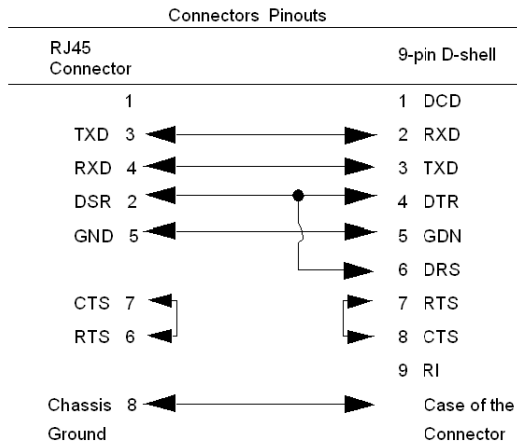 Connectors Pinouts
RJ45 Connector
9-pin D-shell
1 1 DCD
TXD 3 2 RXD
RXD 4 3 TXD
DSR 2 4 DTR
GND 5 5 GDN
6 DRS
CTS 7 7 RTS
RTS 6 8 CTS
9 RI
Chassis 8 Case of the
Ground Connector